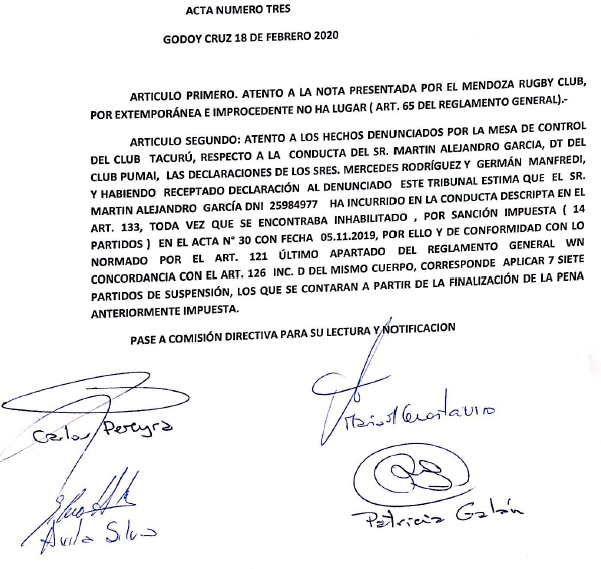 ACTA NUMERO TRES
GODOY CRUZ 18 DE FEBRERO 2020
ARTICULO PRIMERO. ATENTO A LA NOTA PRESENTADA POR EL MENDOZA RUGBY CLUB,
POR EXTEMPORÁNEA E IMPROCEDENTE NO HA LUGAR ( ART. 65 DEL REGLAMENTO GENERAL).-
ARTICULO SEGUNDO: ATENTO A LOS HECHOS DENUNCIADOS POR LA MESA DE CONTROL
DEL CLUB TACURÚ, RESPECTO A LA CONDUCTA DEL SR. MARTIN ALEJANDRO GARCIA, DT DEL
CLUB PUMAI, LAS DECLARACIONES DE LOS SRES. MERCEDES RODRÍGUEZ Y GERMÁN MANFREDI,
Y HABIENDO RECEPTADO DECLARACIÓN AL DENUNCIADO ESTE TRIBUNAL ESTIMA QUE EL SR.
MARTIN ALEJANDRO GARCÍA DNI 25984977 HA INCURRIDO EN LA CONDUCTA DESCRIPTA EN EL
ART. 133, TODA VEZ QUE SE ENCONTRABA INHABILITADO , POR SANCIÓN IMPUESTA ( 14
PARTIDOS ) EN EL ACTA N° 30 CON FECHA 05.11.2019, POR ELLO Y DE CONFORMIDAD CON LO
NORMADO POR EL ART. 121 ÚLTIMO APARTADO DEL REGLAMENTO GENERAL WN
CONCORDANCIA CON EL ART. 126 INC. D DEL MISMO CUERPO, CORRESPONDE APLICAR 7 SIETE
PARTIDOS DE SUSPENSIÓN, LOS QUE SE CONTARAN A PARTIR DE LA FINALIZACIÓN DE LA PENA
ANTERIORMENTE IMPUESTA.
PASE A COMISIÓN DIRECTIVA PARA SU LECTURA Y NOTIFICACION
Carlos Pereyra
Avila Silvio
Patricia Galán